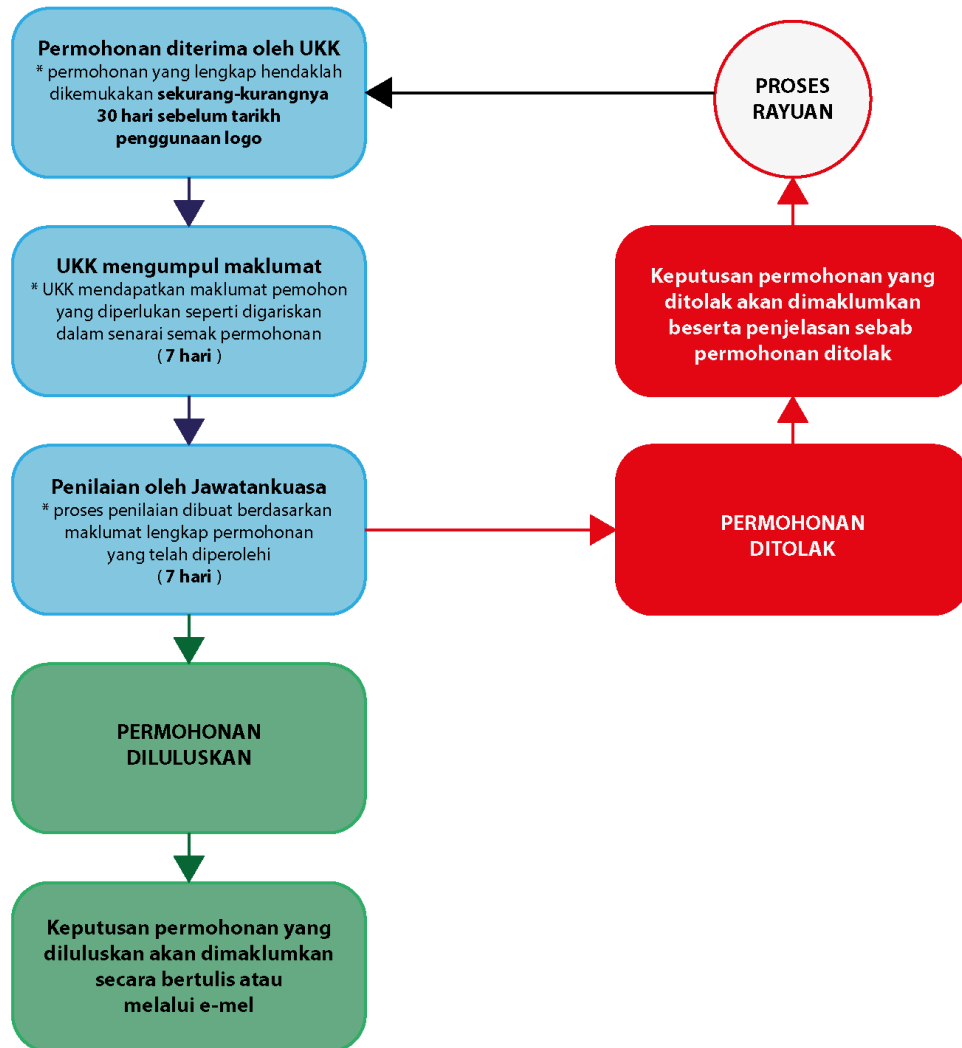 Permohonan diterima oleh UKK
* permohonan yang lengkap hendaklah
dikemukakan sekurang-kurangnya
30 hari sebelum tarikh
penggunaan logo
UKK mengumpul maklumat
* UKK mendapatkan maklumat pemohon
yang diperlukan seperti digariskan
dalam senarai semak permohonan
( 7 hari )
Penilaian oleh Jawatankuasa
* proses penilaian dibuat berdasarkan
maklumat lengkap permohonan
yang telah diperolehi
( 7 hari )
PERMOHONAN
DILULUSKAN
Keputusan permohonan yang
diluluskan akan dimaklumkan
secara bertulis atau
melalui e-mel
PERMOHONAN
DITOLAK
Keputusan permohonan yang
ditolak akan dimaklumkan
beserta penjelasan sebab
permohonan ditolak
PROSES
RAYUAN